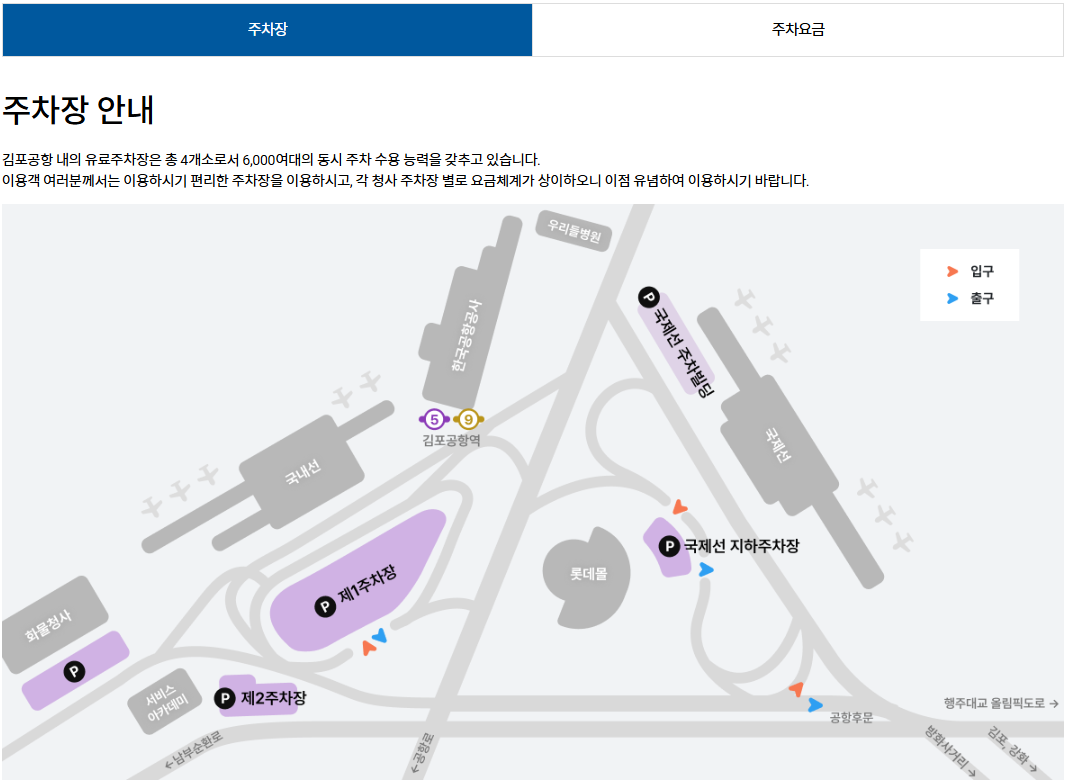 주차장
주차요금
주차장 안내
김포공항 내의 유료주차장은 총 4개소로서 6,000여대의 동시 주차 수용 능력을 갖추고 있습니다.
이용객 여러분께서는 이용하시기 편리한 주차장을 이용하시고, 각 청사 주차장 별로 요금체계가 상이하오니 이점 유념하여 이용하시기 바랍니다.
우리들병원
입구
출구
P 국제선 주차빌딩
한국공항공사
5 9
김포공항역
국내선
국제선
P 국제선 지하주차장
롯데몰
P 제1주차장
화물청사
P
서비스
아카데미
P 제2주차장
행주대교 올림픽도로 →
공항후문
←남부순환로
←공항로
방화사거리 →
김포, 강화 →